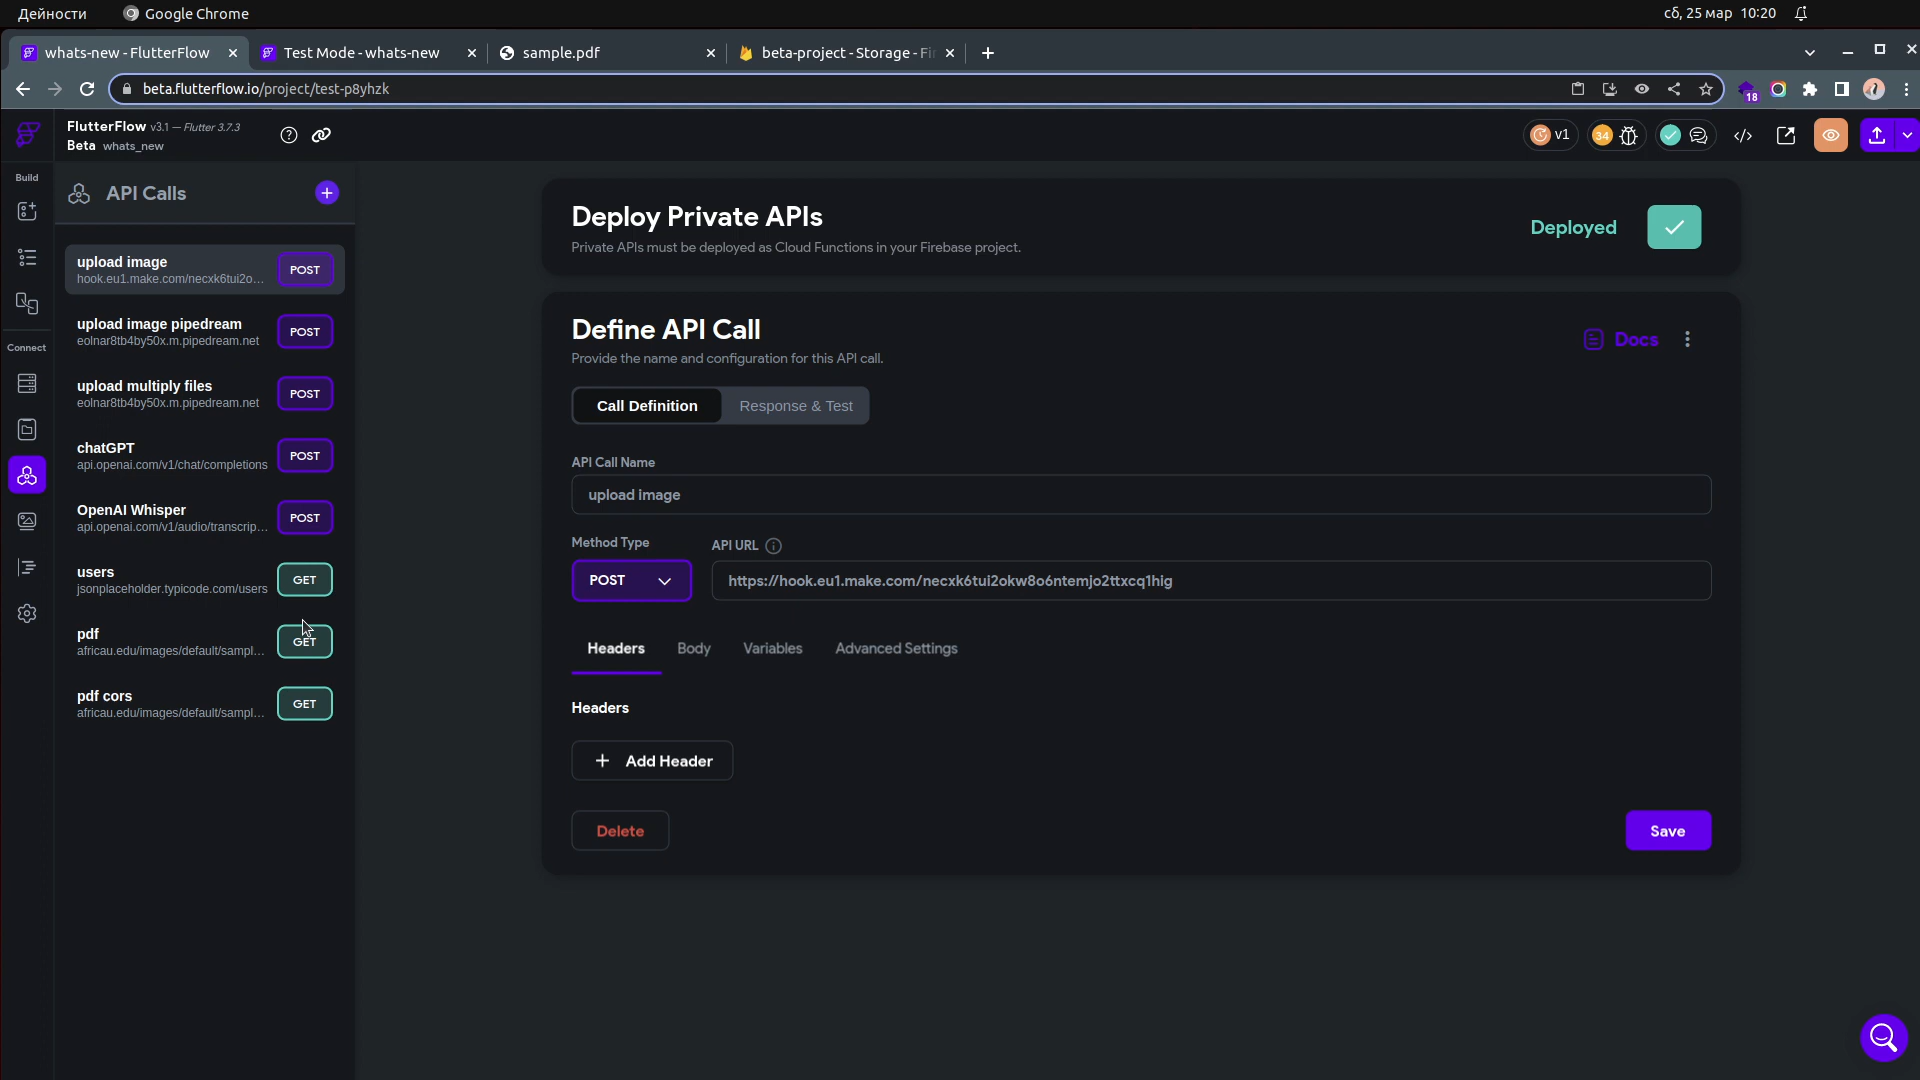 Дейности
Google Chrome
сб, 25 мар 10:20
whats-new - FlutterFlow
Test Mode - whats-new
sample.pdf
beta-project - Storage - Fi
beta.flutterflow.io/project/test-p8yhzk
18
FlutterFlow v3.1 — Flutter 3.7.3
Beta whats_new
v1
34
Build
Connect
API Calls
upload image
hook.eu1.make.com/necxk6tui2o...
POST
upload image pipedream
eolnar8tb4by50x.m.pipedream.net
POST
upload multiply files
eolnar8tb4by50x.m.pipedream.net
POST
chatGPT
api.openai.com/v1/chat/completions
POST
OpenAI Whisper
api.openai.com/v1/audio/transcrip...
POST
users
jsonplaceholder.typicode.com/users
GET
pdf
africau.edu/images/default/sampl...
GET
pdf cors
africau.edu/images/default/sampl...
GET
Deploy Private APIs
Private APIs must be deployed as Cloud Functions in your Firebase project.
Deployed
Define API Call
Provide the name and configuration for this API call.
Docs
Call Definition
Response & Test
API Call Name
upload image
Method Type
API URL
POST
https://hook.eu1.make.com/necxk6tui2okw8o6ntemjo2ttxcq1hig
Headers
Body
Variables
Advanced Settings
Headers
+ Add Header
Delete
Save